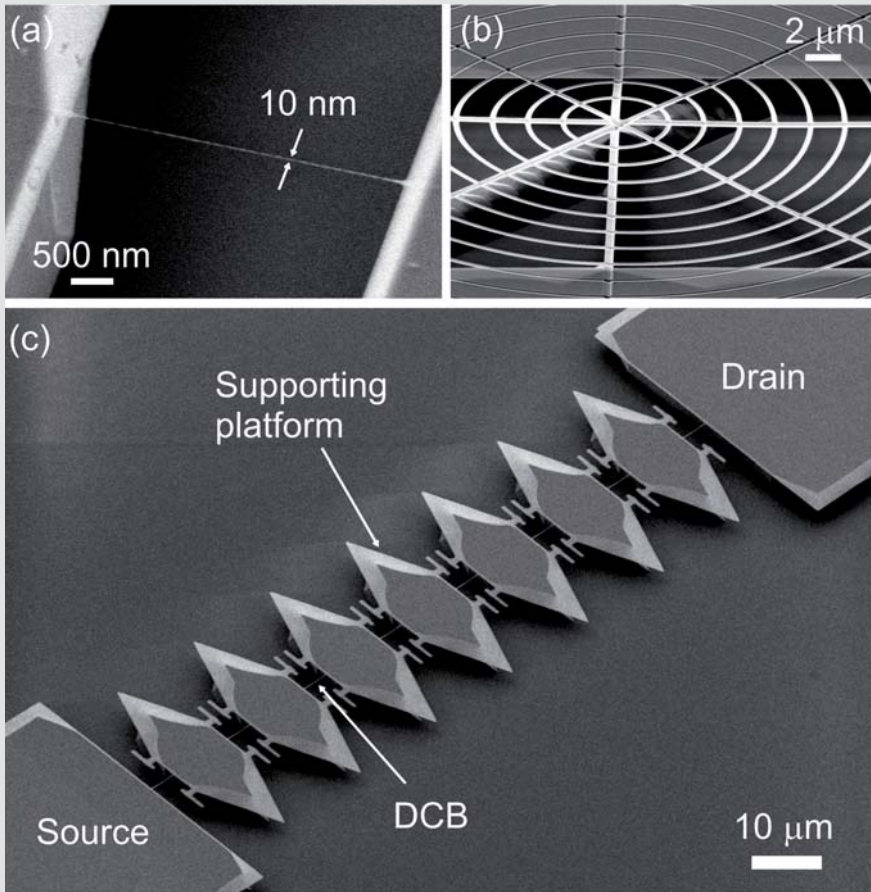 (a)
10 nm
500 nm
(b)
2 μm
(c)
Supporting
platform
Drain
DCB
Source
10 μm